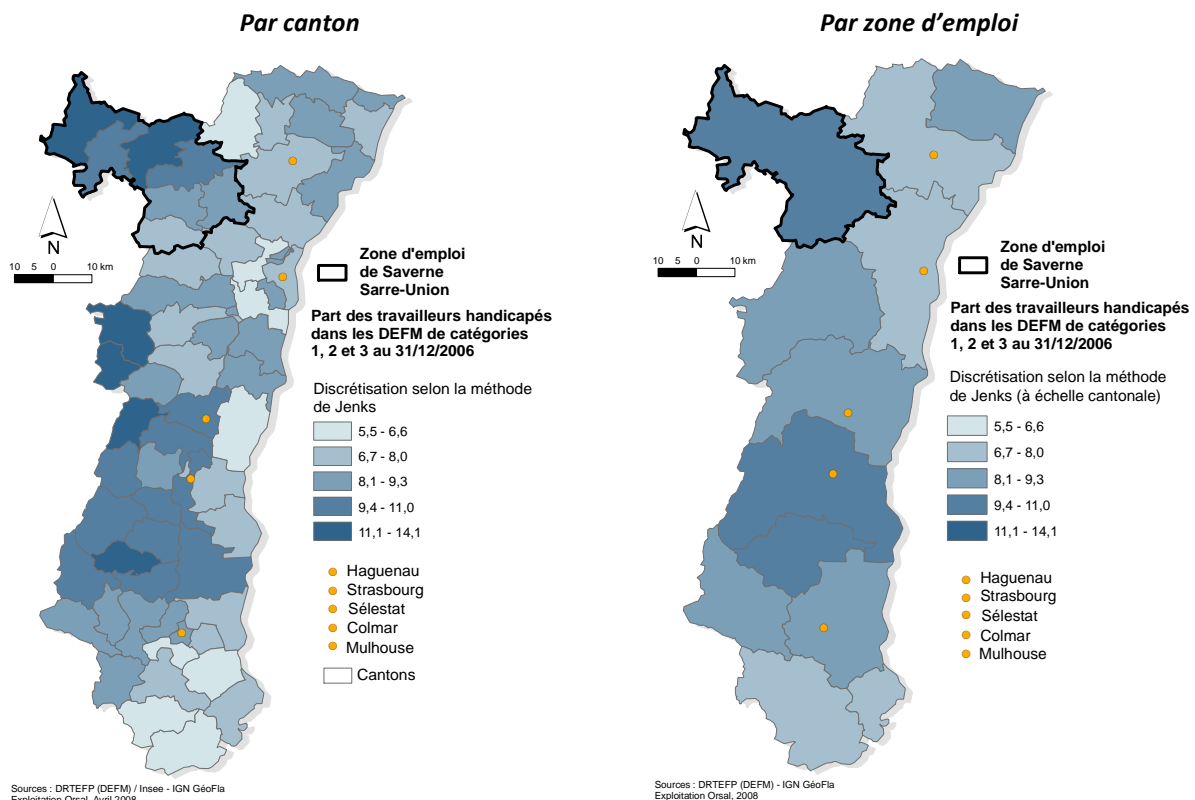 Par canton
N
10 5 0 10 km
Zone d'emploi
de Saverne
Sarre-Union
Part des travailleurs handicapés
dans les DEFM de catégories
1, 2 et 3 au 31/12/2006
Discrétisation selon la méthode
de Jenks
5,5 - 6,6
6,7 - 8,0
8,1 - 9,3
9,4 - 11,0
11,1 - 14,1
Haguenau
Strasbourg
Sélestat
Colmar
Mulhouse
Cantons
Sources : DRTEFP (DEFM) / Insee - IGN GéoFla
Exploitation Orsal, Avril 2008
Par zone d'emploi
N
10 5 0 10 km
Zone d'emploi
de Saverne
Sarre-Union
Part des travailleurs handicapés
dans les DEFM de catégories
1, 2 et 3 au 31/12/2006
Discrétisation selon la méthode
de Jenks (à échelle cantonale)
5,5 - 6,6
6,7 - 8,0
8,1 - 9,3
9,4 - 11,0
11,1 - 14,1
Haguenau
Strasbourg
Sélestat
Colmar
Mulhouse
Sources : DRTEFP (DEFM) - IGN GéoFla
Exploitation Orsal, 2008